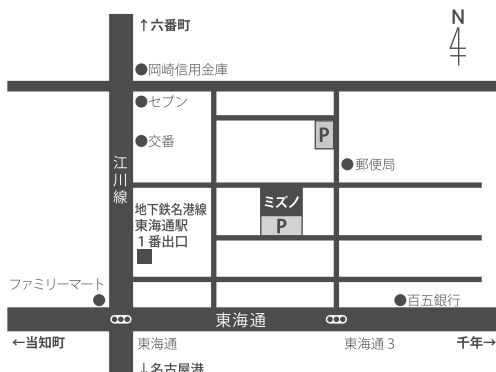 ↑六番町
N
岡崎信用金庫
セブン
交番
P
郵便局
江川線
ミズノ
P
地下鉄名港線
東海通駅
1番出口
ファミリーマート
百五銀行
東海通
←当知町
東海通
東海通3
千年→
↓名古屋港